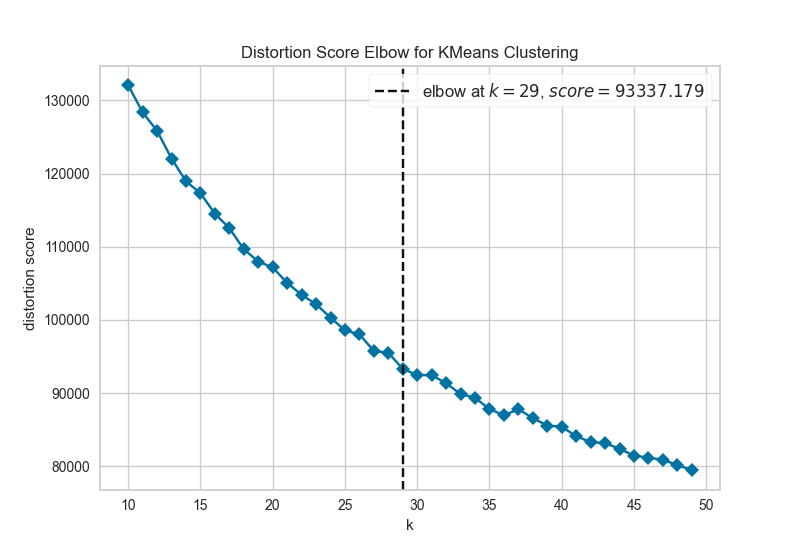 Distortion Score Elbow for KMeans Clustering
elbow at k = 29, score = 93337.179
distortion score
130000
120000
110000
100000
90000
80000
10 15 20 25 30 35 40 45 50
k